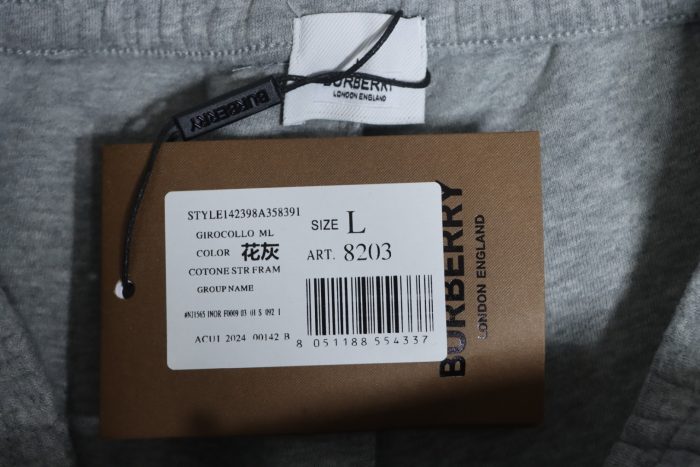 BURBERRY
LONDON ENGLAND
BURBERRY
STYLE142398A358391
GIROCOLLO ML
COLOR 花灰
COTONE STR FRAM
GROUP NAME
SIZE L
ART. 8203
ACU1 2024 00142 B
8 051188 554337
BURBERRY
LONDON ENGLAND